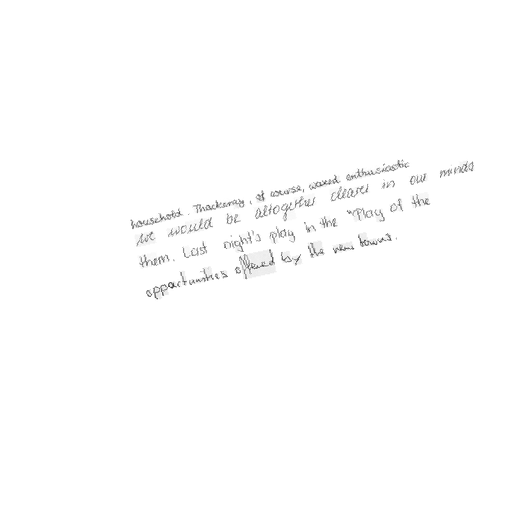 household. Thackeray, of course, waxed enthusiastic
we would be altogether clearer in our minds
them. Last night's play in the "Play of the
opportunities offered by the new towns.